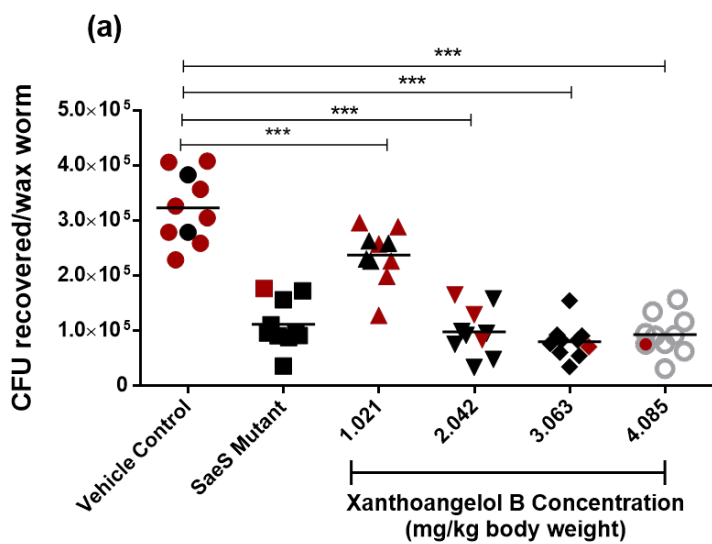 (a)
***
***
***
***
CFU recovered/wax worm
5.0×10⁵
4.0×10⁵
3.0×10⁵
2.0×10⁵
1.0×10⁵
0
Vehicle Control
SaeS Mutant
1.021
2.042
3.063
4.085
Xanthoangelol B Concentration
(mg/kg body weight)